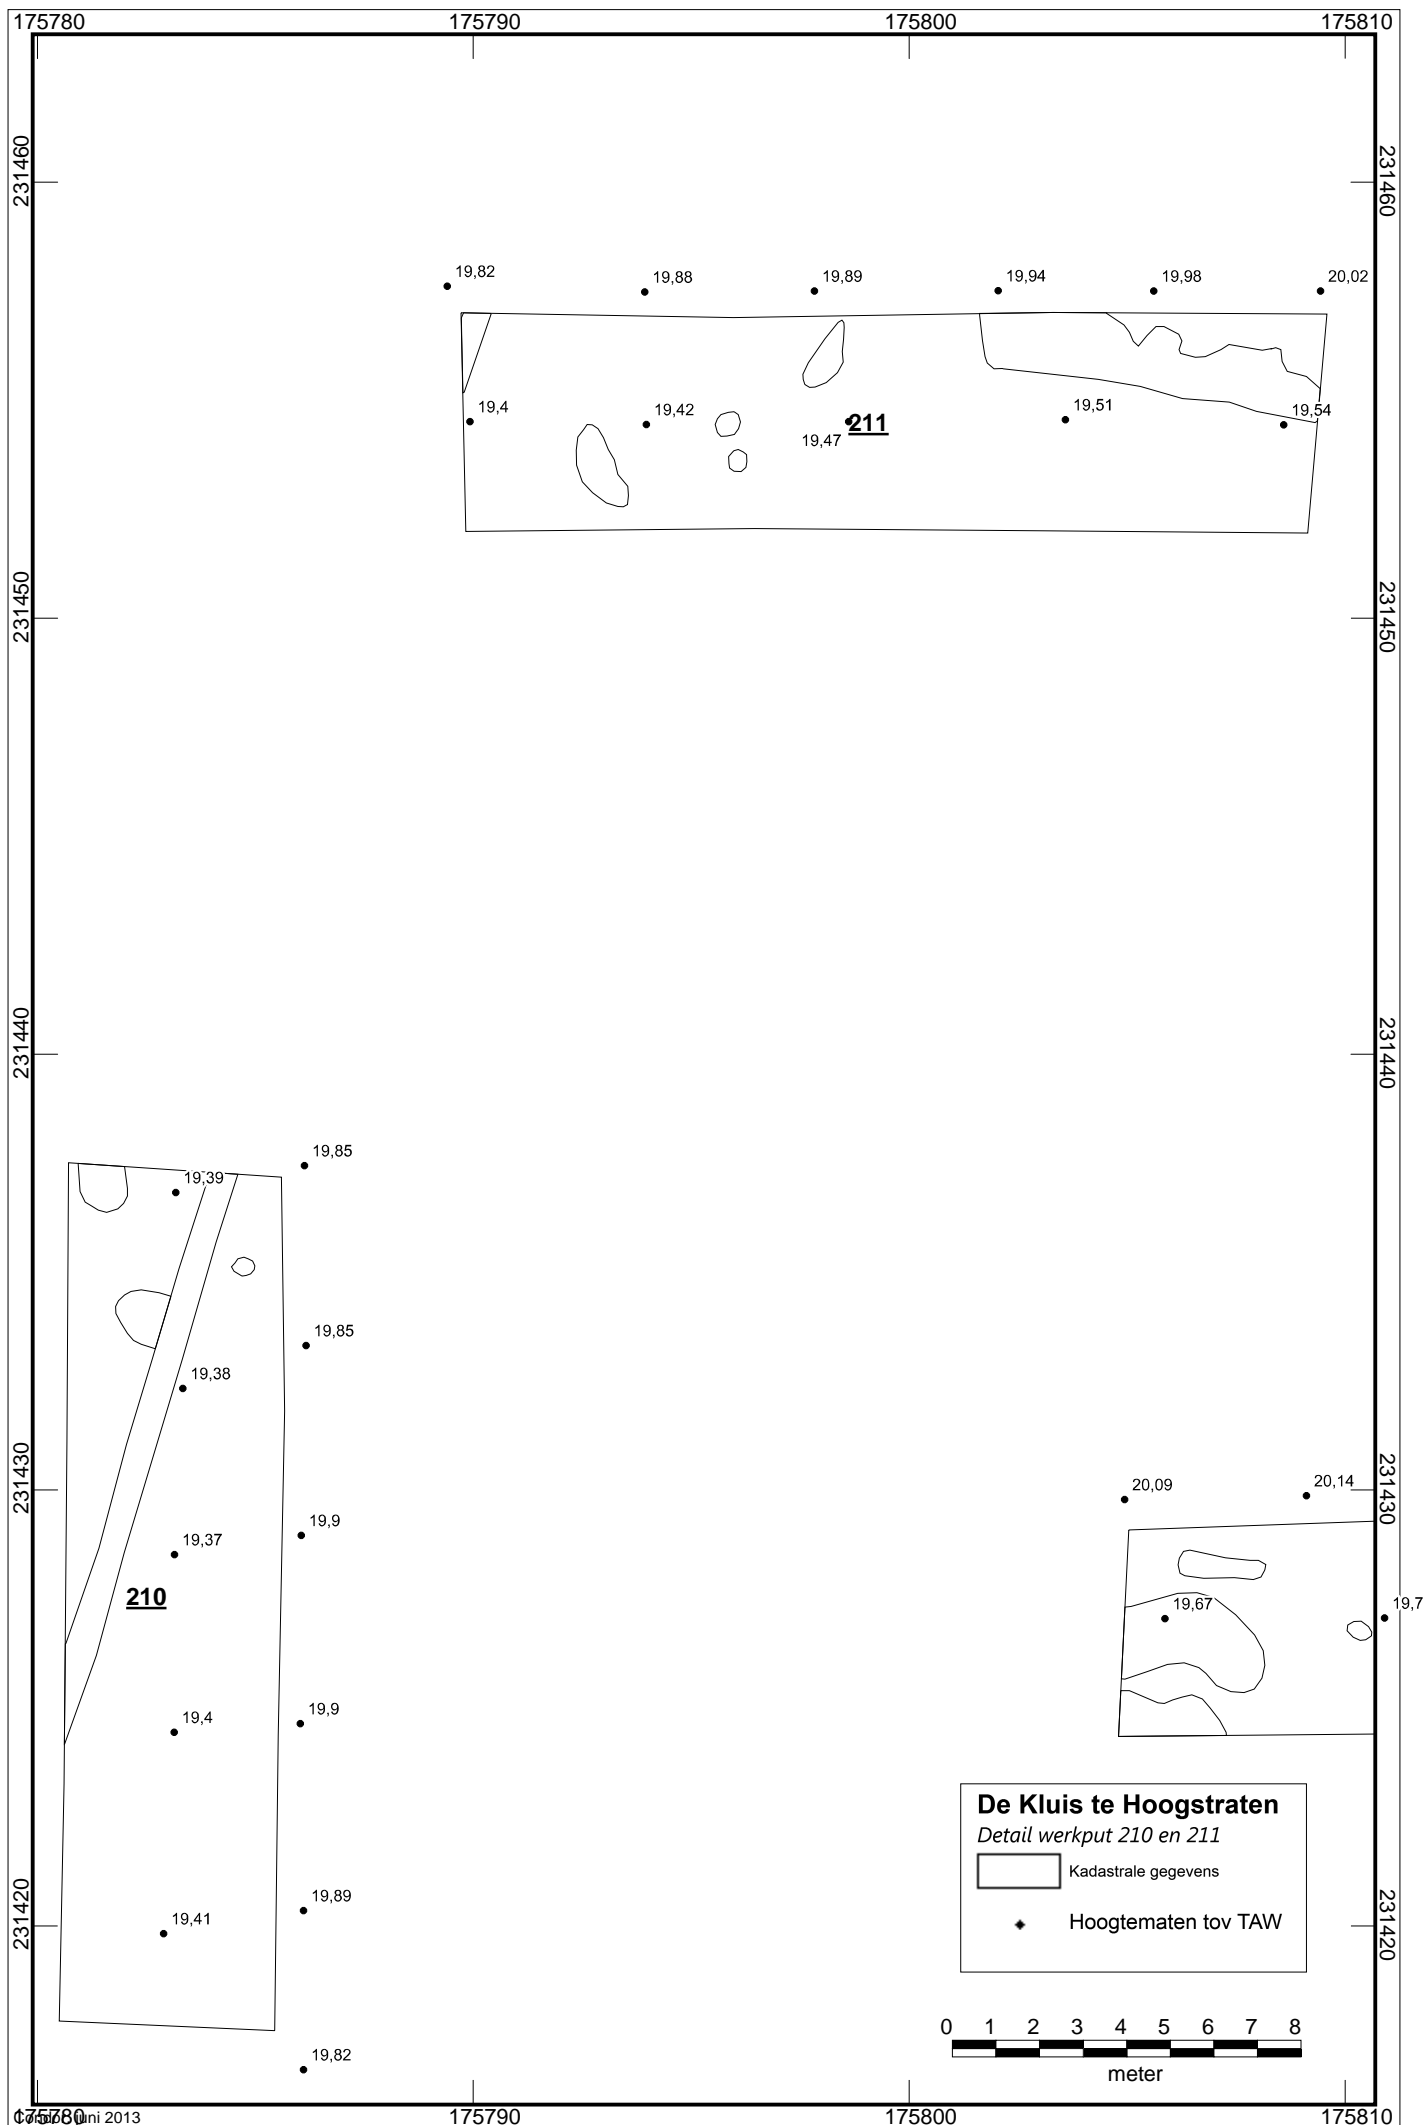 175780 175790 175800 175810
231460 231460
19,82 19,88 19,89 19,94 19,98 20,02
19,4 19,42 19,47 211 19,51 19,54
231450 231450
231440 231440
19,85
19,39
19,85
19,38
231430 231430
20,09 20,14
19,9
19,37
210
19,67 19,7
19,9
19,4
De Kluis te Hoogstraten
Detail werkput 210 en 211
Kadastrale gegevens
Hoogtematen tov TAW
19,89
19,41
231420 231420
0 1 2 3 4 5 6 7 8
meter
19,82
175780 175790 175800 175810
juni 2013